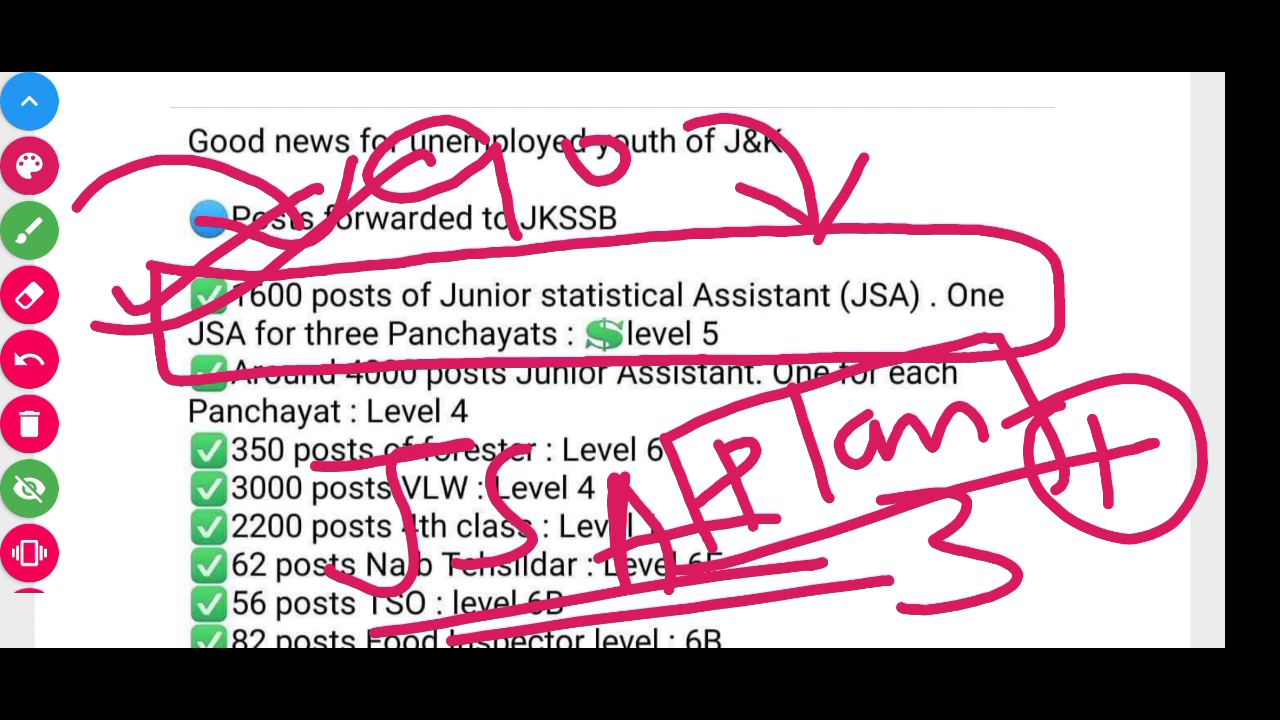 Good news for unemployed youth of J&K
Posts forwarded to JKSSB
1600 posts of Junior statistical Assistant (JSA) . One
JSA for three Panchayats : level 5
Around 4000 posts Junior Assistant. One for each
Panchayat : Level 4
350 posts of forester : Level 6
3000 posts VLW : Level 4
2200 posts 4th class : Level
62 posts Naib Tehsildar : Level 6
56 posts TSO : level 6B
82 posts Food Inspector level : 6B
JSA
3